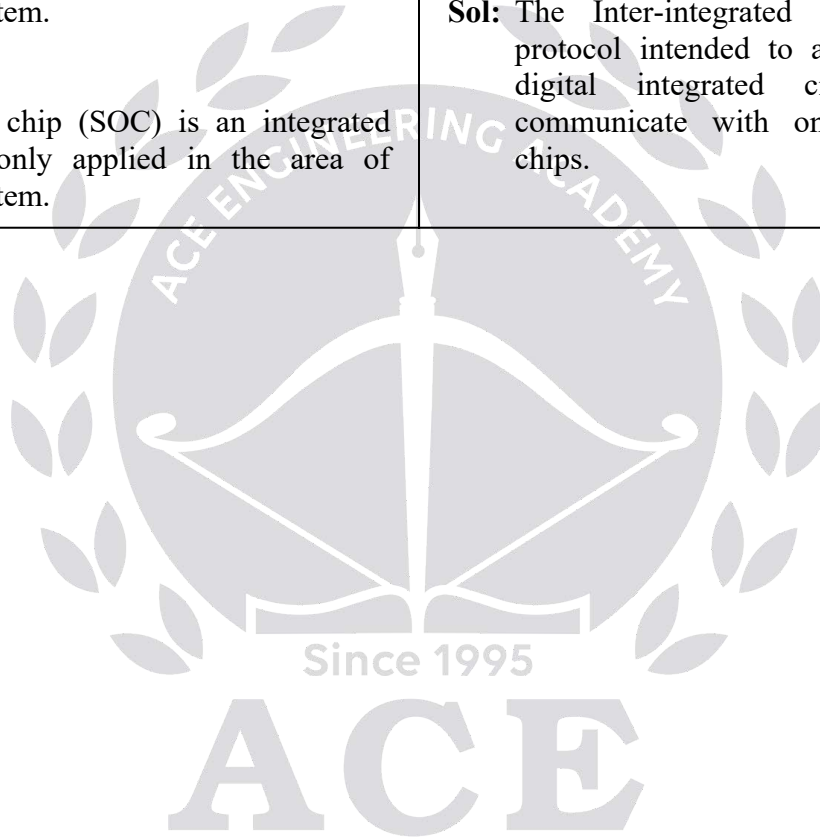 tem.
chip (SOC) is an integrated
only applied in the area of
tem.
Sol: The Inter-integrated
protocol intended to a
digital integrated ci
communicate with on
chips.
ACE ENGINEERING ACADEMY
Since 1995
ACE